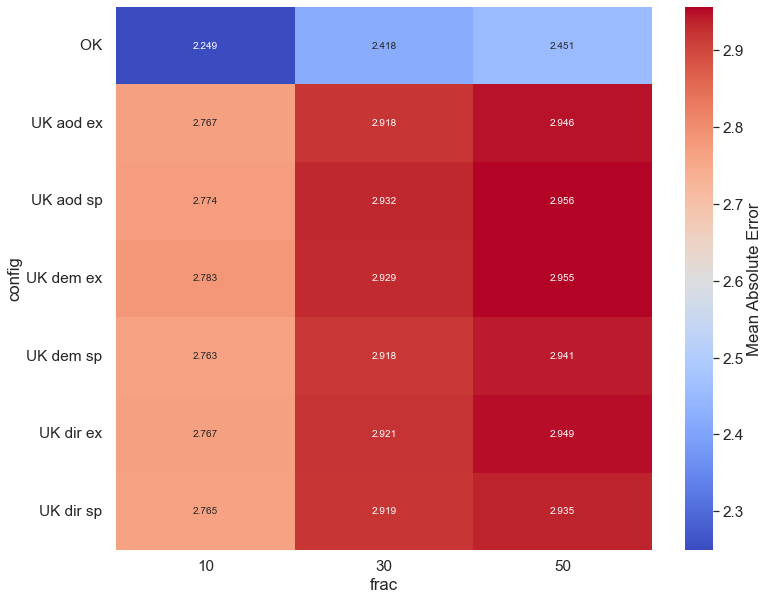 OK 2.249 2.418 2.451
UK aod ex 2.767 2.918 2.946
UK aod sp 2.774 2.932 2.956
UK dem ex 2.783 2.929 2.955
UK dem sp 2.763 2.918 2.941
UK dir ex 2.767 2.921 2.949
UK dir sp 2.765 2.919 2.935
10 30 50
frac
config
2.9
2.8
2.7
2.6
2.5
2.4
2.3
Mean Absolute Error